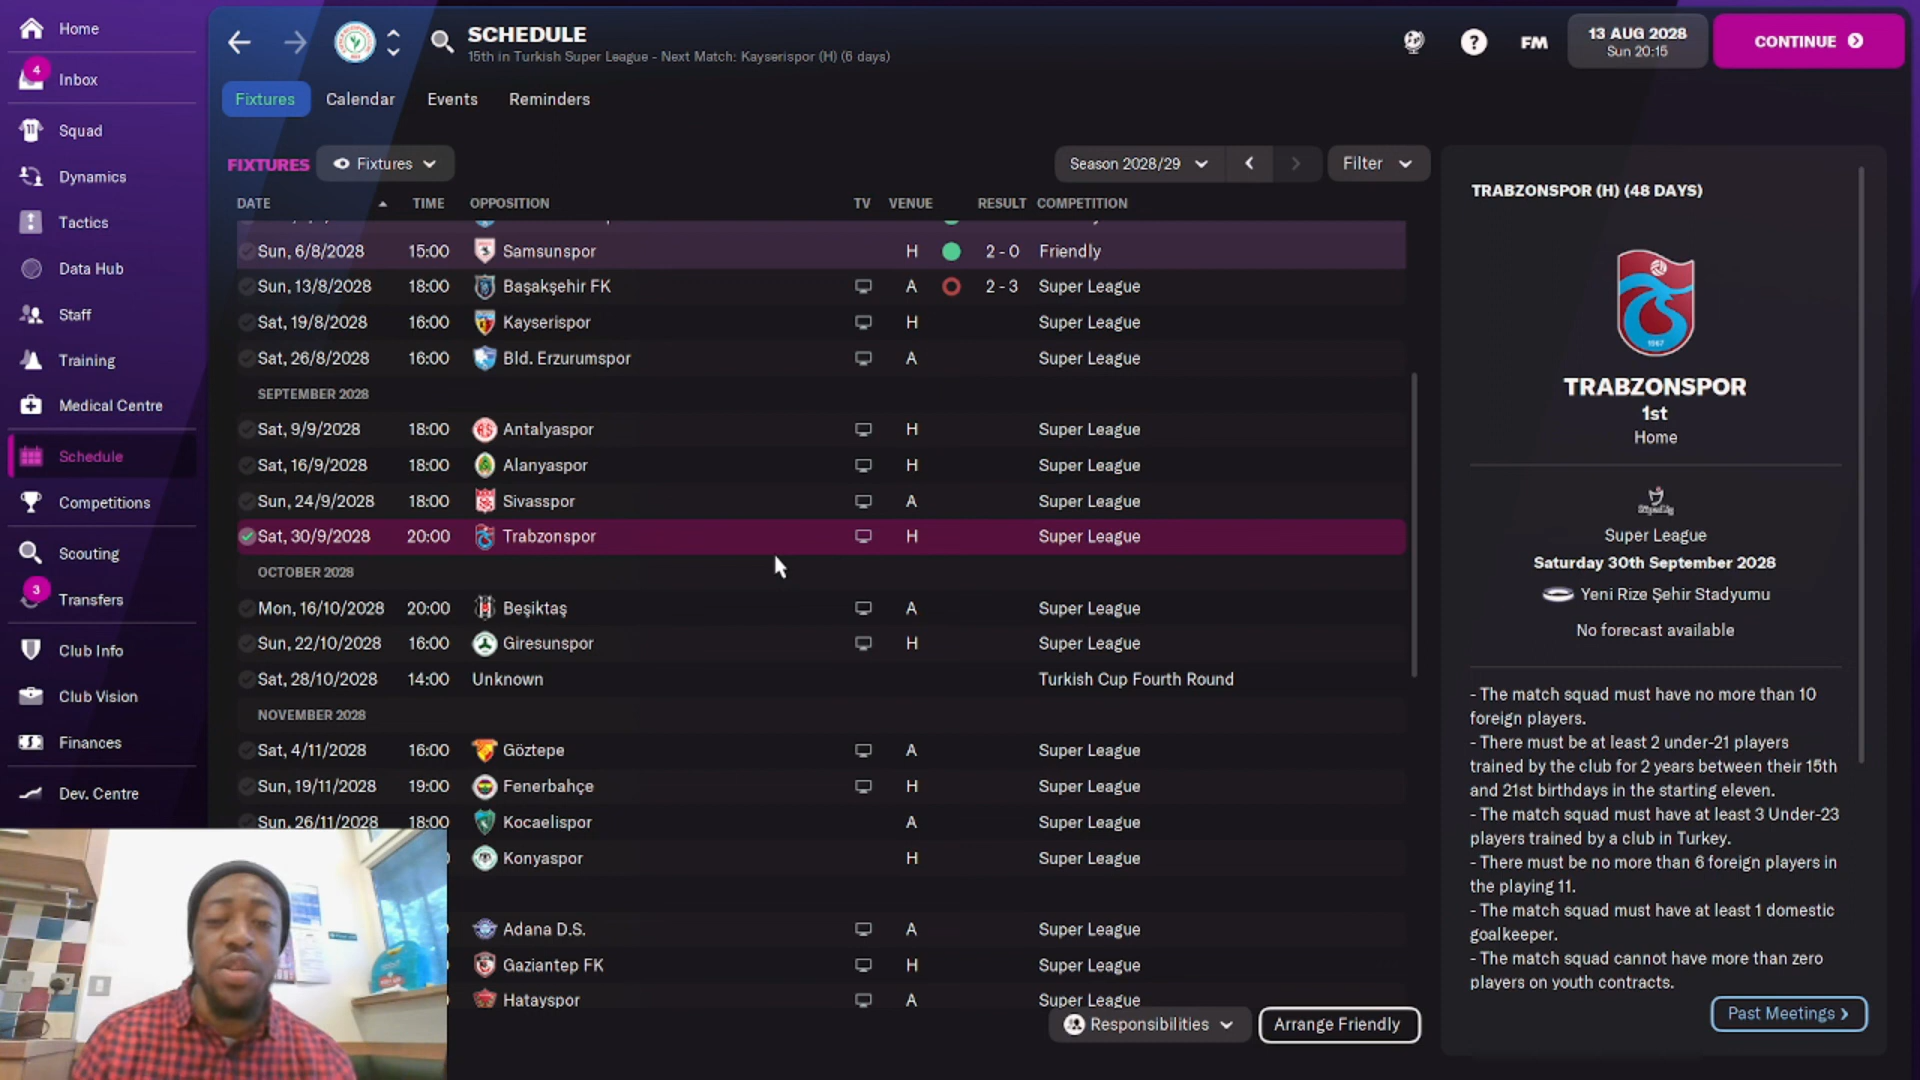 Home
4
Inbox
Squad
Dynamics
Tactics
Data Hub
Staff
Training
Medical Centre
Schedule
Competitions
Scouting
3
Transfers
Club Info
Club Vision
Finances
Dev. Centre
SCHEDULE
15th in Turkish Super League - Next Match: Kayserispor (H) (6 days)
FM
13 AUG 2028
Sun 20:15
CONTINUE
Fixtures Calendar Events Reminders
FIXTURES Fixtures Season 2028/29 Filter
DATE TIME OPPOSITION TV VENUE RESULT COMPETITION
Sun, 6/8/2028 15:00 Samsunspor H 2 - 0 Friendly
Sun, 13/8/2028 18:00 Başakşehir FK A 2 - 3 Super League
Sat, 19/8/2028 16:00 Kayserispor H Super League
Sat, 26/8/2028 16:00 Bld. Erzurumspor A Super League
SEPTEMBER 2028
Sat, 9/9/2028 18:00 Antalyaspor H Super League
Sat, 16/9/2028 18:00 Alanyaspor H Super League
Sun, 24/9/2028 18:00 Sivasspor A Super League
Sat, 30/9/2028 20:00 Trabzonspor H Super League
OCTOBER 2028
Mon, 16/10/2028 20:00 Beşiktaş A Super League
Sun, 22/10/2028 16:00 Giresunspor H Super League
Sat, 28/10/2028 14:00 Unknown Turkish Cup Fourth Round
NOVEMBER 2028
Sat, 4/11/2028 16:00 Göztepe A Super League
Sun, 19/11/2028 19:00 Fenerbahçe H Super League
Sun, 26/11/2028 18:00 Kocaelispor A Super League
Konyaspor H Super League
Adana D.S. A Super League
Gaziantep FK H Super League
Hatayspor A Super League
Responsibilities Arrange Friendly
TRABZONSPOR (H) (48 DAYS)
1967
TRABZONSPOR
1st
Home
Super League
Saturday 30th September 2028
Yeni Rize Şehir Stadyumu
No forecast available
- The match squad must have no more than 10
foreign players.
- There must be at least 2 under-21 players
trained by the club for 2 years between their 15th
and 21st birthdays in the starting eleven.
- The match squad must have at least 3 Under-23
players trained by a club in Turkey.
- There must be no more than 6 foreign players in
the playing 11.
- The match squad must have at least 1 domestic
goalkeeper.
- The match squad cannot have more than zero
players on youth contracts.
Past Meetings